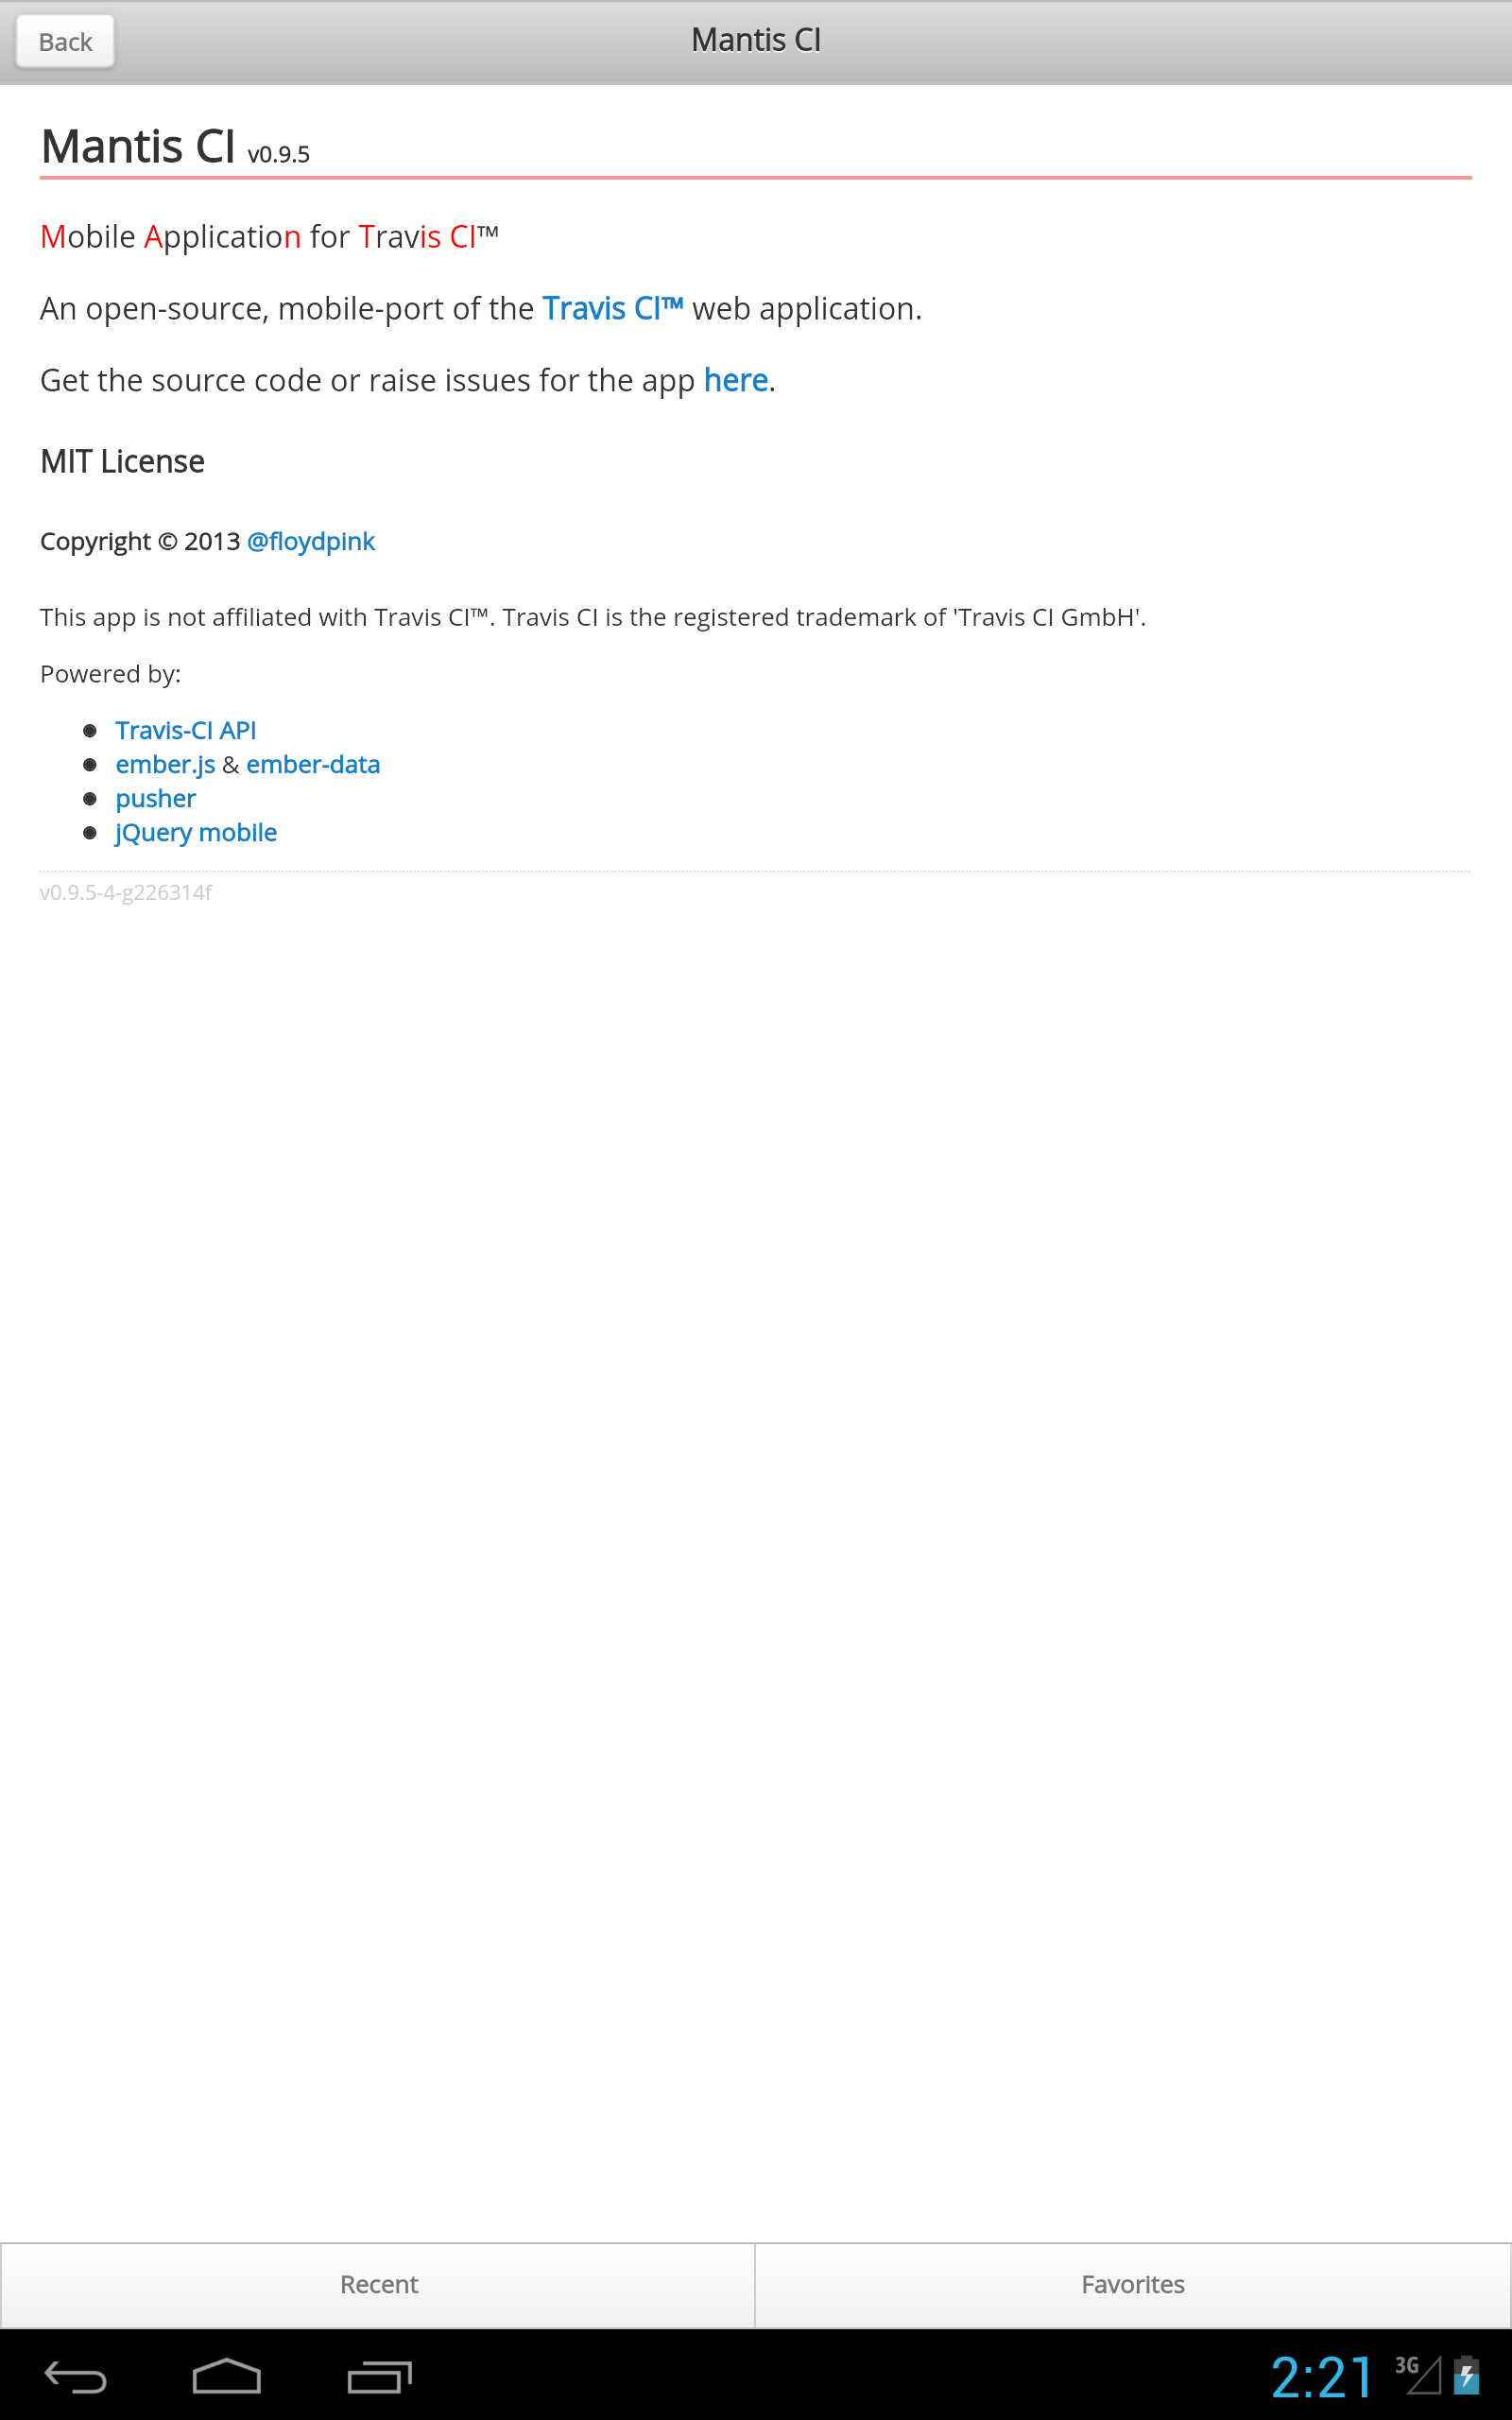 Back
Mantis CI
Mantis CI v0.9.5
Mobile Application for Travis CI™
An open-source, mobile-port of the Travis CI™ web application.
Get the source code or raise issues for the app here.
MIT License
Copyright © 2013 @floydpink
This app is not affiliated with Travis CI™. Travis CI is the registered trademark of 'Travis CI GmbH'.
Powered by:
Travis-CI API
ember.js & ember-data
pusher
jQuery mobile
v0.9.5-4-g226314f
Recent
Favorites
2:21
3G